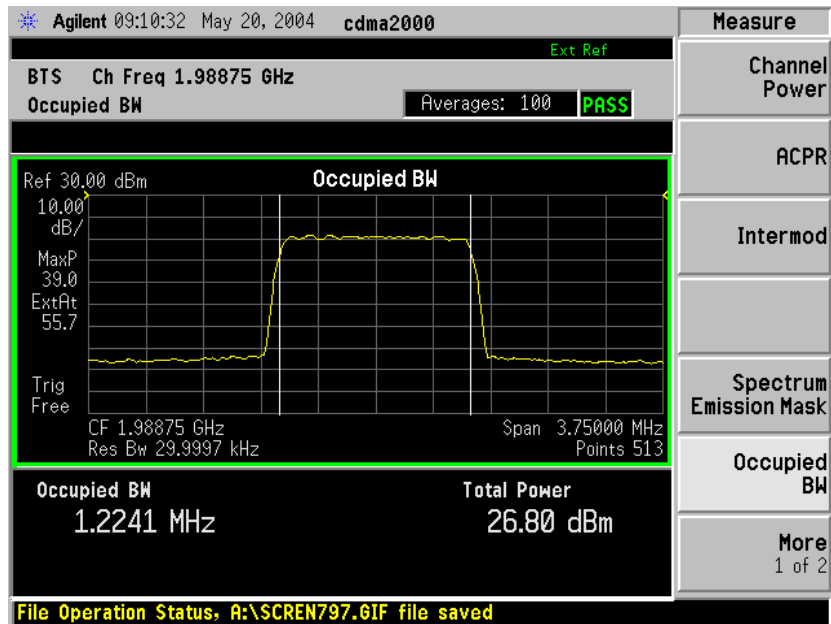 Agilent 09:10:32 May 20, 2004 cdma2000
Measure
Ext Ref
BTS Ch Freq 1.98875 GHz
Occupied BW
Averages: 100 PASS
Channel
Power
ACPR
Intermod
Spectrum
Emission Mask
Occupied
BW
More
1 of 2
Ref 30.00 dBm
Occupied BW
10.00
dB/
MaxP
39.0
ExtAt
55.7
Trig
Free
CF 1.98875 GHz
Span 3.75000 MHz
Res Bw 29.9997 kHz
Points 513
Occupied BW
Total Power
1.2241 MHz
26.80 dBm
File Operation Status, A:\SCREN797.GIF file saved